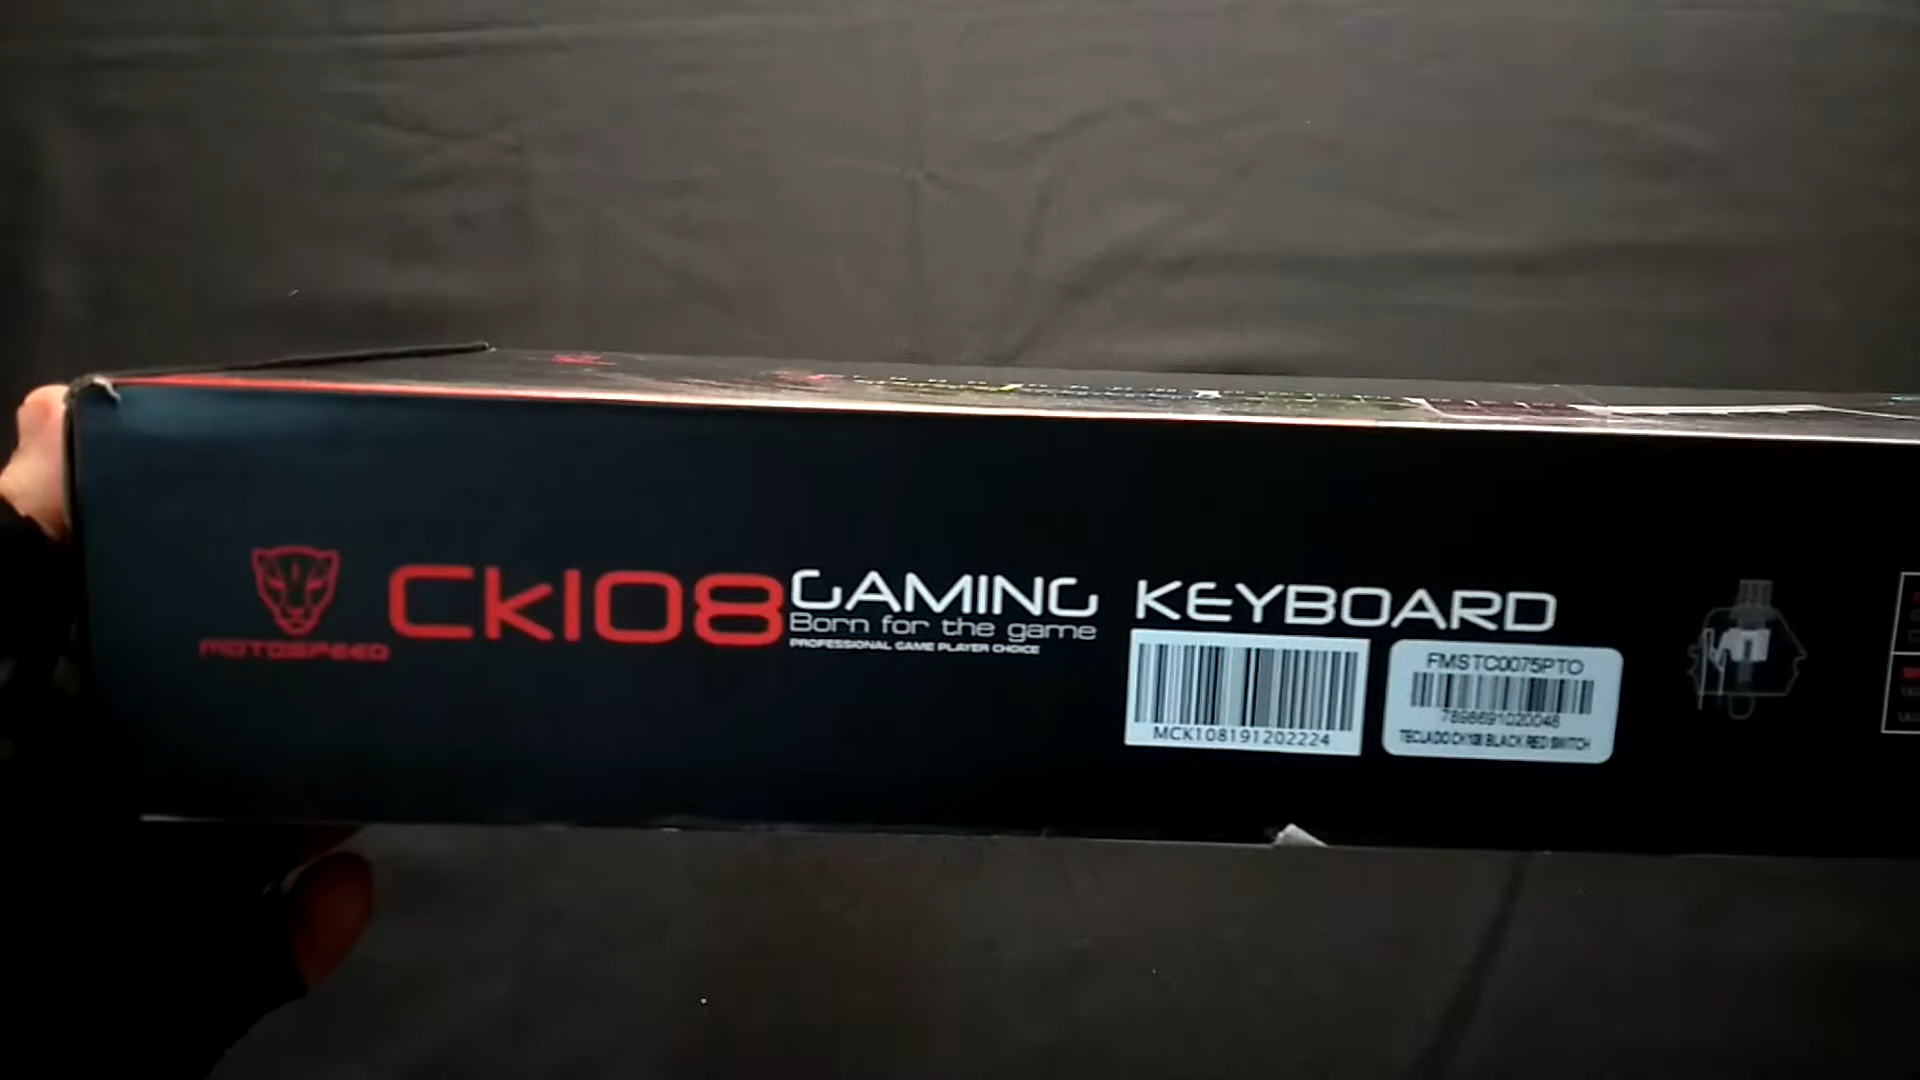 MOTOSPEED
Ck108
GAMING KEYBOARD
Born for the game
PROFESSIONAL GAME PLAYER CHOICE
MCK108191202224
FMSTC0075PTO
7898691020048
TECLADO CK108 BLACK RED SWITCH